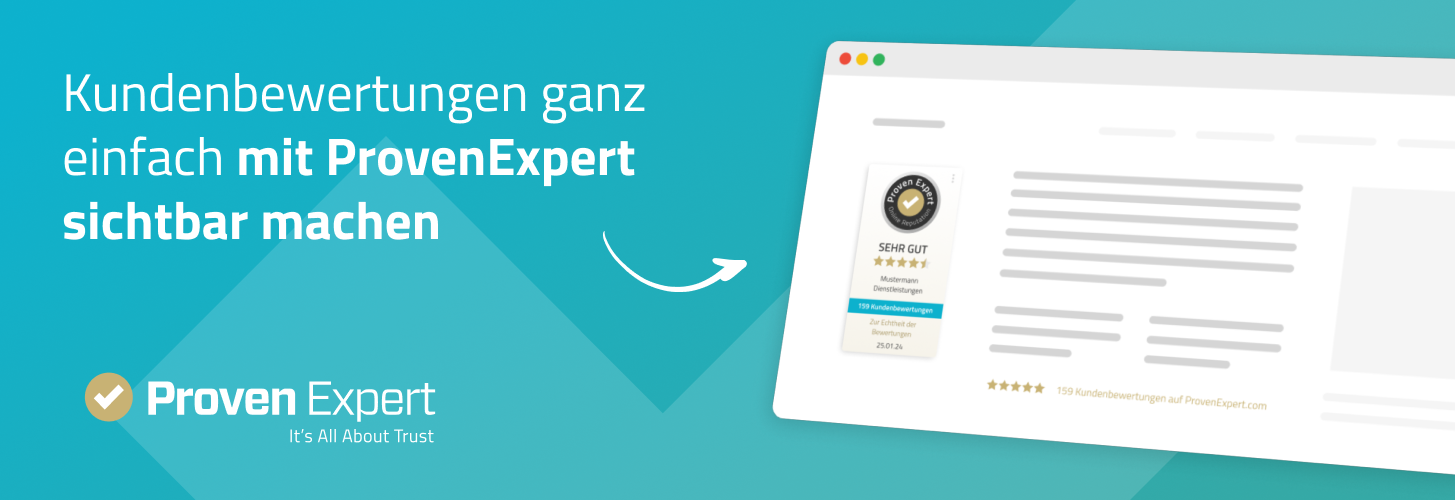 Kundenbewertungen ganz
einfach mit ProvenExpert
sichtbar machen
Proven Expert
It's All About Trust
Proven Expert
Online Reputation
SEHR GUT
Mustermann
Dienstleistungen
159 Kundenbewertungen
Zur Echtheit der
Bewertungen
25.01.24
159 Kundenbewertungen auf ProvenExpert.com